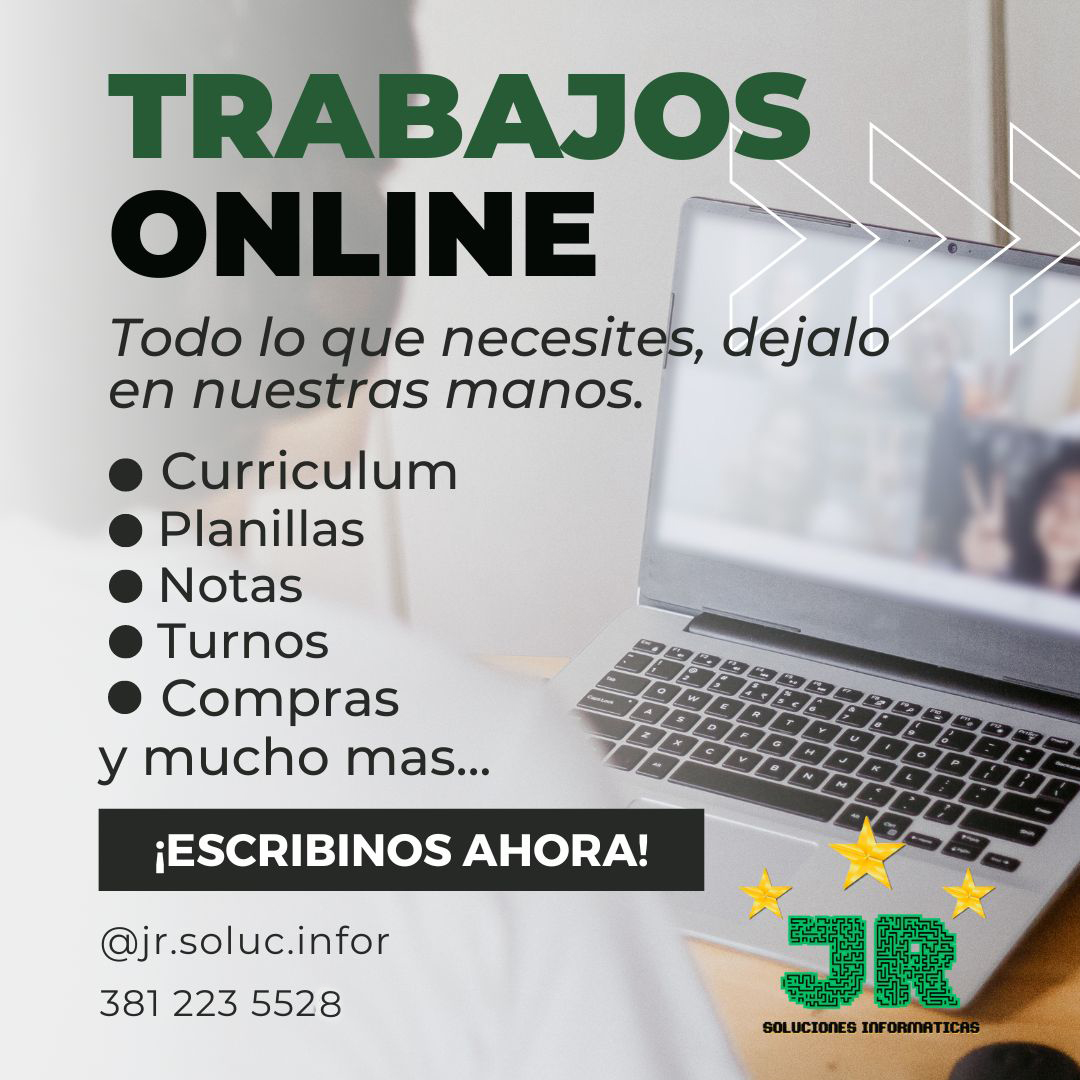 TRABAJOS
ONLINE
Todo lo que necesites, dejalo
en nuestras manos.
● Curriculum
● Planillas
● Notas
● Turnos
● Compras
y mucho mas...
¡ESCRIBINOS AHORA!
@jr.soluc.infor
381 223 5528
JR
SOLUCIONES INFORMATICAS